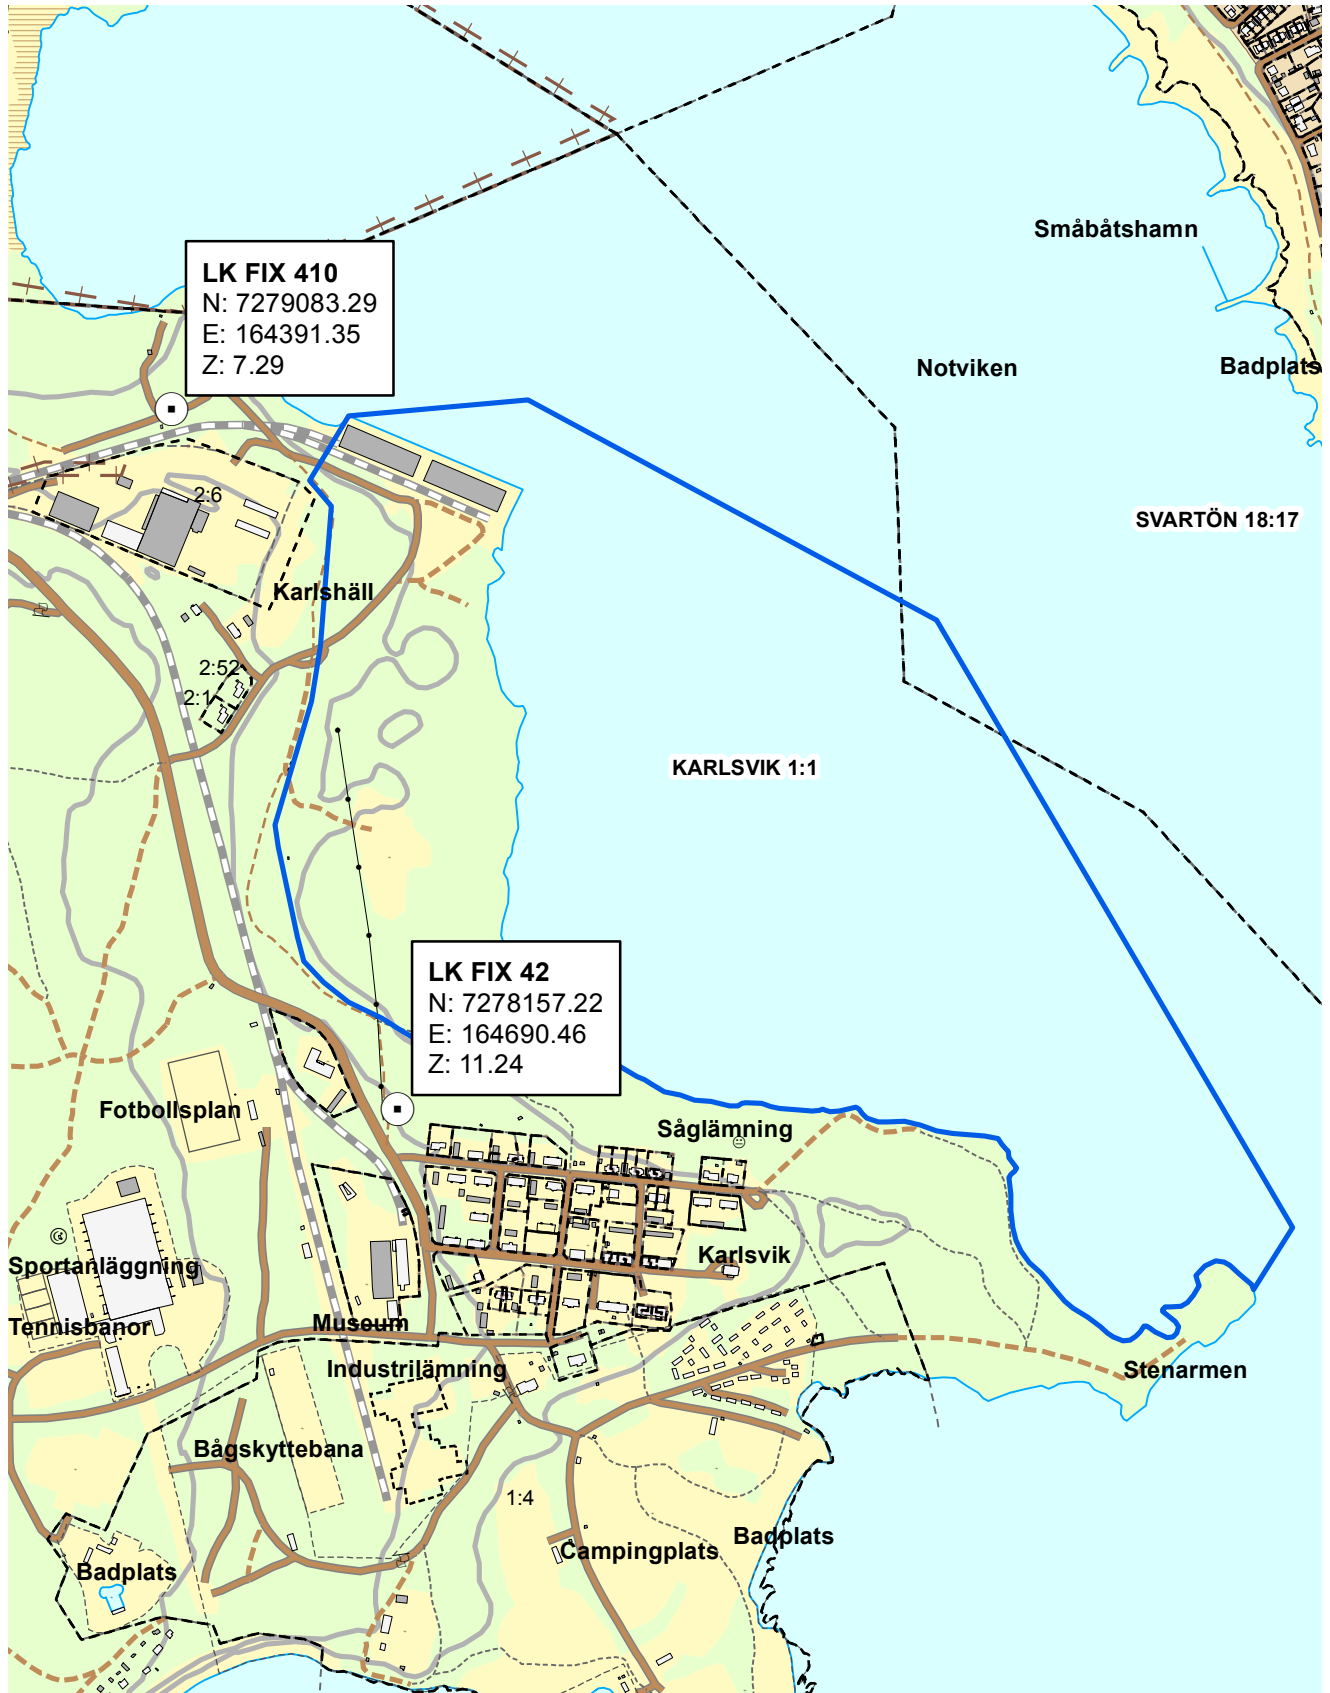 Småbåtshamn
LK FIX 410
N: 7279083.29
E: 164391.35
Z: 7.29
Notviken
Badplats
2:6
SVARTÖN 18:17
Karlshäll
2:52
2:1
KARLSVIK 1:1
LK FIX 42
N: 7278157.22
E: 164690.46
Z: 11.24
Fotbollsplan
Såglämning
Karlsvik
Sportanläggning
Museum
Tennisbanor
Industrilämning
Stenarmen
Bågskyttebana
1:4
Badplats
Campingplats
Badplats